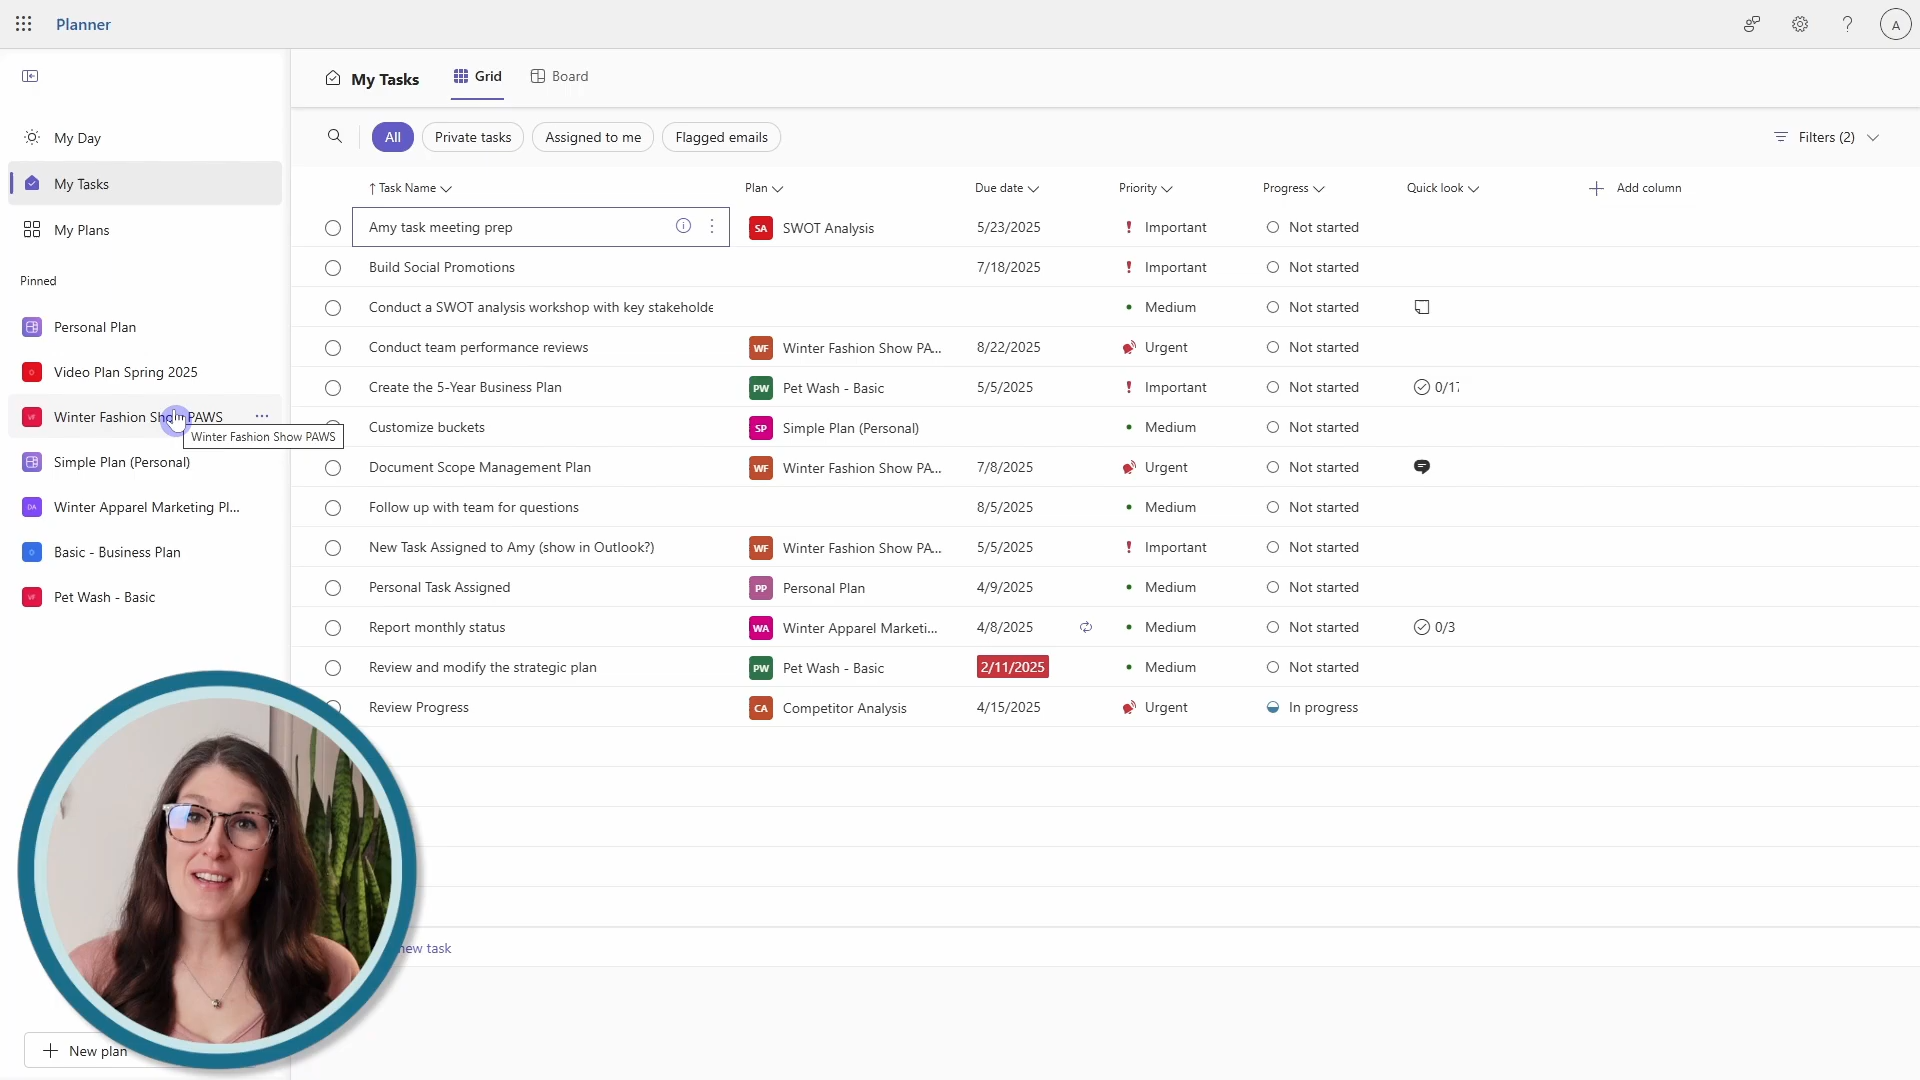 Planner
A
My Tasks
Grid
Board
My Day
My Tasks
My Plans
Pinned
Personal Plan
Video Plan Spring 2025
Winter Fashion Show PAWS
Winter Fashion Show PAWS
Simple Plan (Personal)
Winter Apparel Marketing Pl...
Basic - Business Plan
Pet Wash - Basic
New plan
All
Private tasks
Assigned to me
Flagged emails
Filters (2)
Task Name
Plan
Due date
Priority
Progress
Quick look
Add column
Amy task meeting prep SA SWOT Analysis 5/23/2025 Important Not started
Build Social Promotions 7/18/2025 Important Not started
Conduct a SWOT analysis workshop with key stakeholde Medium Not started
Conduct team performance reviews WF Winter Fashion Show PA... 8/22/2025 Urgent Not started
Create the 5-Year Business Plan PW Pet Wash - Basic 5/5/2025 Important Not started 0/17
Customize buckets SP Simple Plan (Personal) Medium Not started
Document Scope Management Plan WF Winter Fashion Show PA... 7/8/2025 Urgent Not started
Follow up with team for questions 8/5/2025 Medium Not started
New Task Assigned to Amy (show in Outlook?) WF Winter Fashion Show PA... 5/5/2025 Important Not started
Personal Task Assigned PP Personal Plan 4/9/2025 Medium Not started
Report monthly status WA Winter Apparel Marketi... 4/8/2025 Medium Not started 0/3
Review and modify the strategic plan PW Pet Wash - Basic 2/11/2025 Medium Not started
Review Progress CA Competitor Analysis 4/15/2025 Urgent In progress
new task